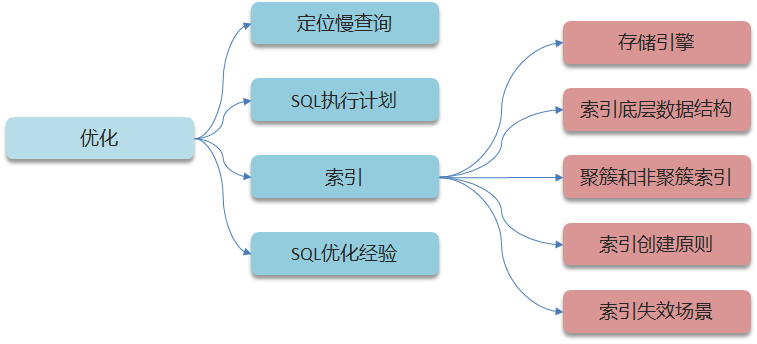 优化
定位慢查询
SQL执行计划
索引
SQL优化经验
存储引擎
索引底层数据结构
聚簇和非聚簇索引
索引创建原则
索引失效场景